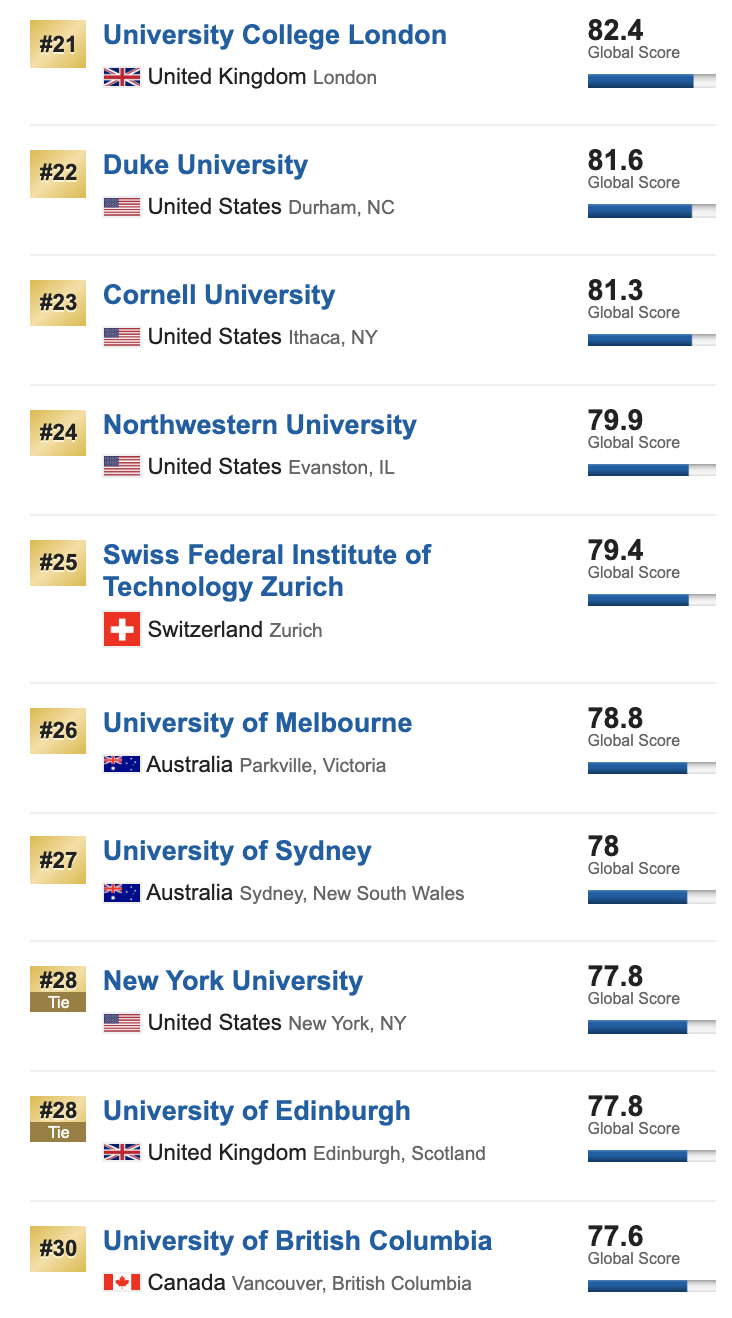 #21
University College London
82.4
Global Score
United Kingdom London
#22
Duke University
81.6
Global Score
United States Durham, NC
#23
Cornell University
81.3
Global Score
United States Ithaca, NY
#24
Northwestern University
79.9
Global Score
United States Evanston, IL
#25
Swiss Federal Institute of
Technology Zurich
79.4
Global Score
Switzerland Zurich
#26
University of Melbourne
78.8
Global Score
Australia Parkville, Victoria
#27
University of Sydney
78
Global Score
Australia Sydney, New South Wales
#28
Tie
New York University
77.8
Global Score
United States New York, NY
#28
Tie
University of Edinburgh
77.8
Global Score
United Kingdom Edinburgh, Scotland
#30
University of British Columbia
77.6
Global Score
Canada Vancouver, British Columbia